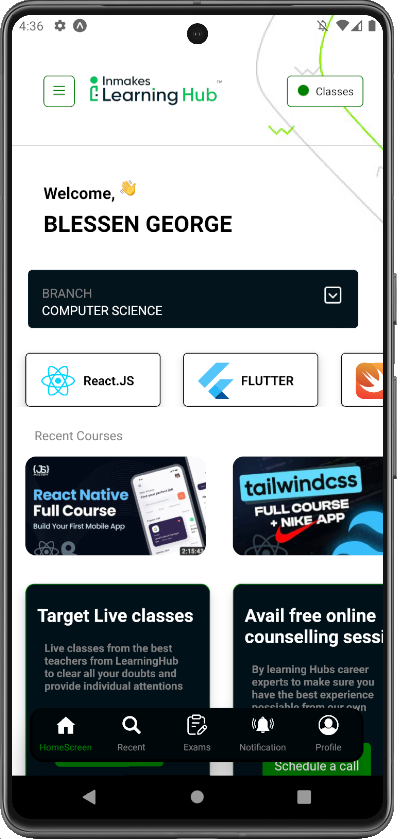 4:36
Inmakes
Learning Hub ™
Classes
Welcome, 👋
BLESSEN GEORGE
BRANCH
COMPUTER SCIENCE
React.JS
FLUTTER
Recent Courses
{JS}
React Native
Full Course
Build Your First Mobile App
2:15:43
tailwindcss
FULL COURSE
+ NIKE APP
Target Live classes
Live classes from the best
teachers from LearningHub
to clear all your doubts and
provide individual attentions
Avail free online
counselling sessi
By learning Hubs career
experts to make sure you
have the best experience
possiable from our own
Schedule a call
HomeScreen
Recent
Exams
Notification
Profile